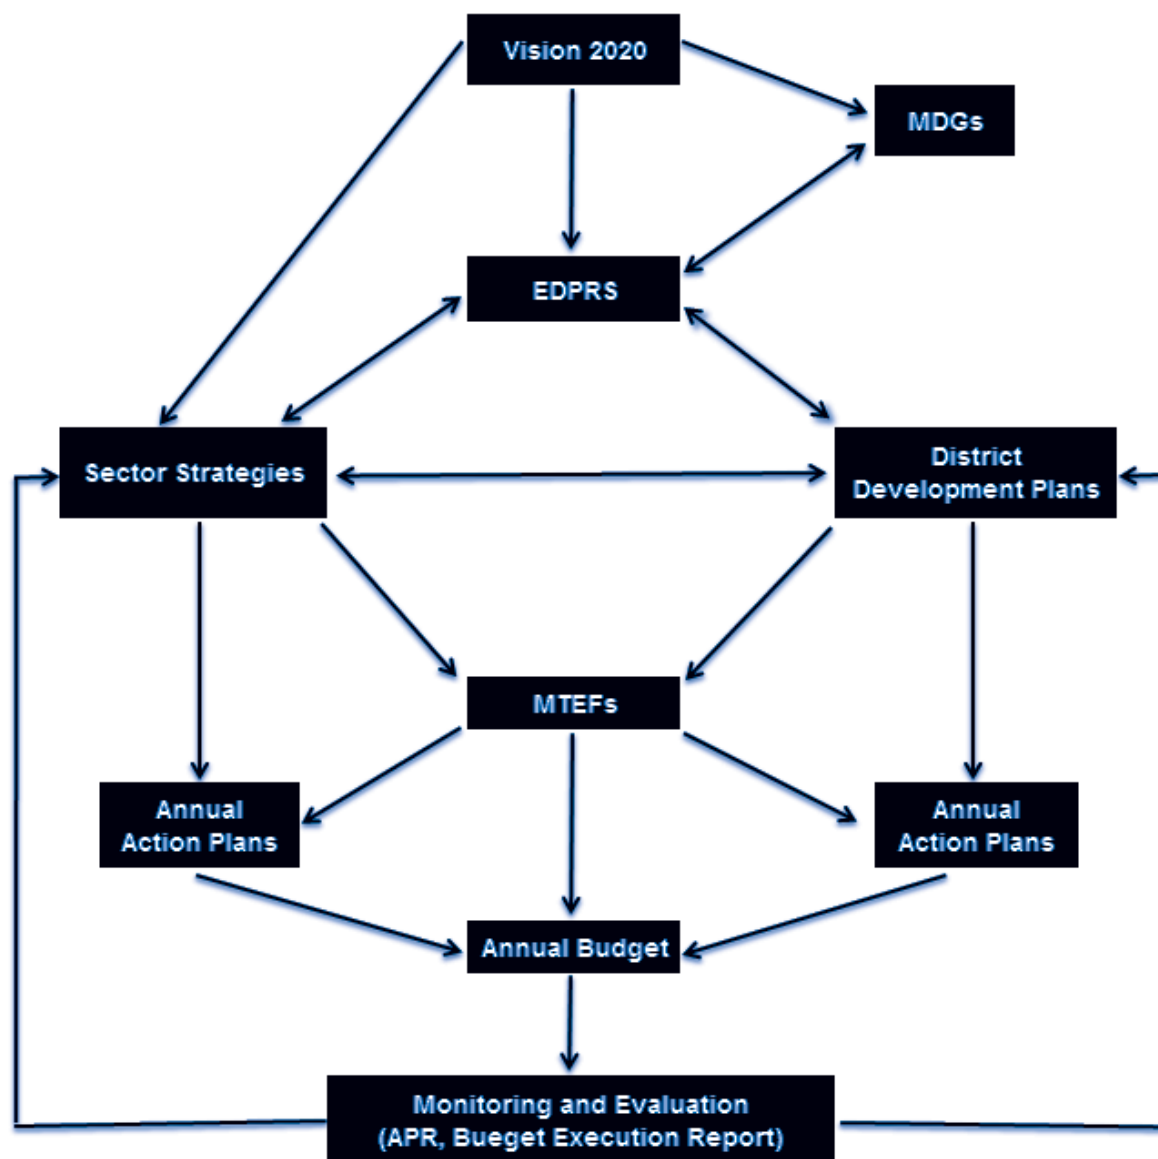 Vision 2020
MDGs
EDPRS
Sector Strategies
District
Development Plans
MTEFs
Annual
Action Plans
Annual
Action Plans
Annual Budget
Monitoring and Evaluation
(APR, Bueget Execution Report)